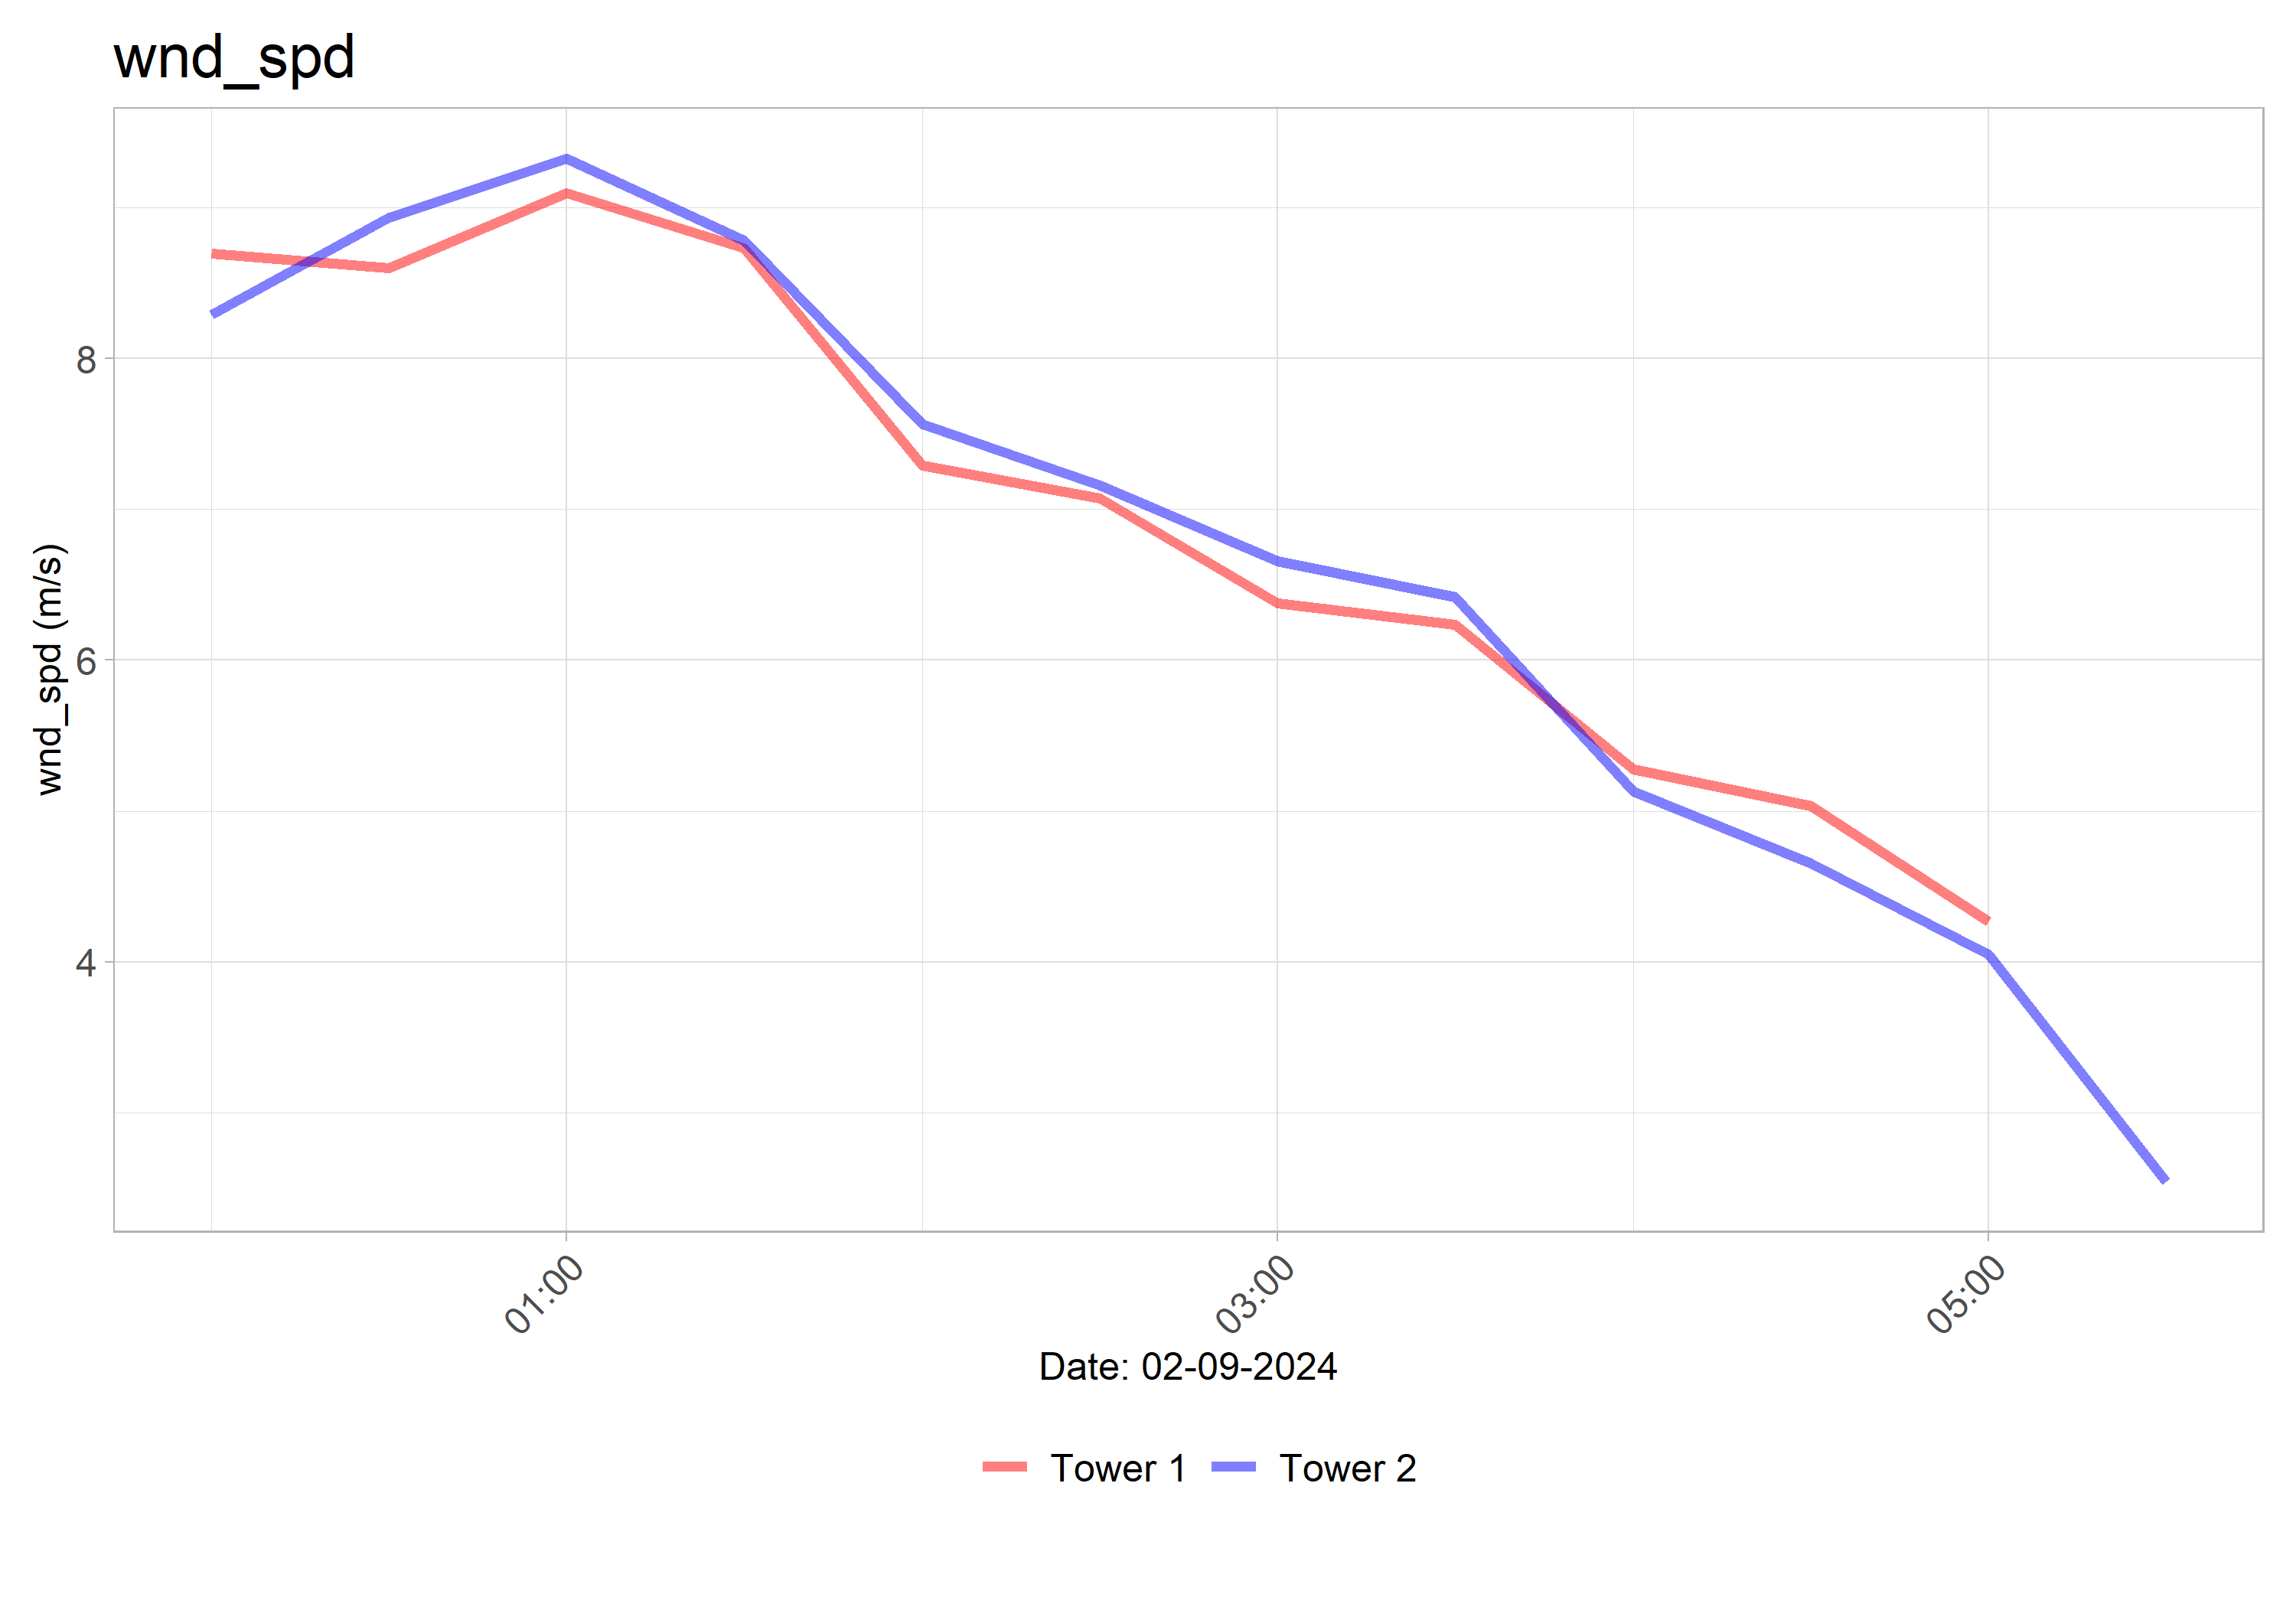 wnd_spd
wnd_spd (m/s)
8
6
4
01:00 03:00 05:00
Date: 02-09-2024
Tower 1 Tower 2